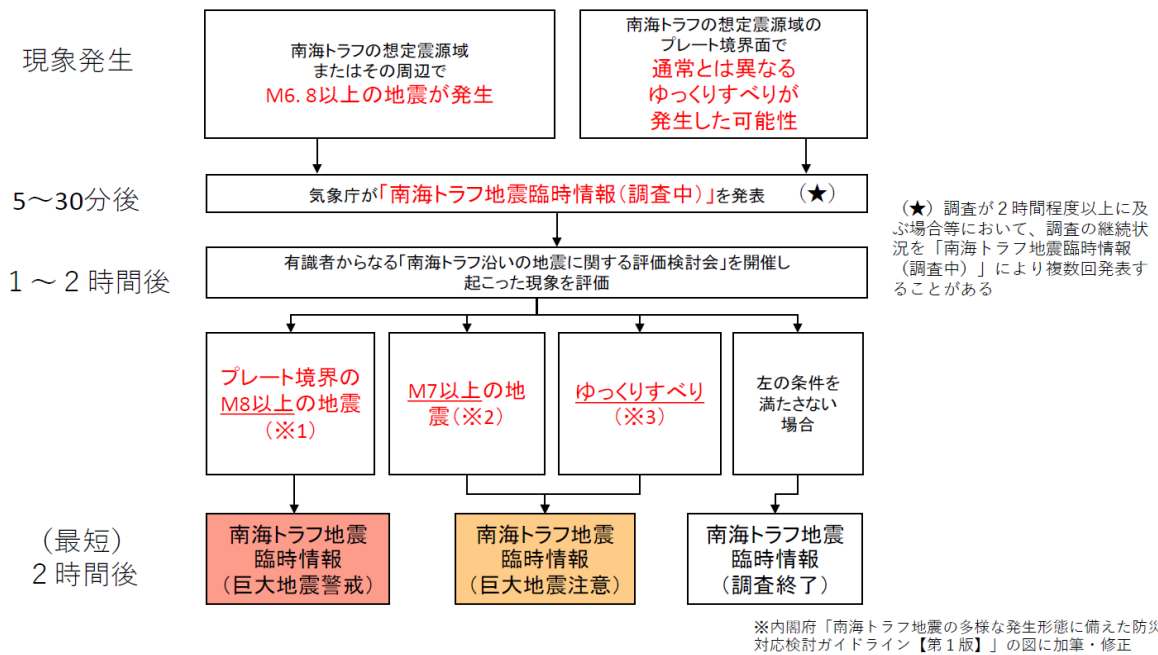 現象発生
南海トラフの想定震源域
またはその周辺で
M6.8以上の地震が発生
南海トラフの想定震源域の
プレート境界面で
通常とは異なる
ゆっくりすべりが
発生した可能性
5～30分後
気象庁が「南海トラフ地震臨時情報(調査中)」を発表　(★)
（★）調査が２時間程度以上に及
ぶ場合等において、調査の継続状
況を「南海トラフ地震臨時情報
（調査中）」により複数回発表す
ることがある
1～２時間後
有識者からなる「南海トラフ沿いの地震に関する評価検討会」を開催し
起こった現象を評価
プレート境界の
M8以上の地震
(※1)
M7以上の地
震(※2)
ゆっくりすべり
(※3)
左の条件を
満たさない
場合
（最短）
２時間後
南海トラフ地震
臨時情報
(巨大地震警戒)
南海トラフ地震
臨時情報
(巨大地震注意)
南海トラフ地震
臨時情報
(調査終了)
※内閣府「南海トラフ地震の多様な発生形態に備えた防災
対応検討ガイドライン【第１版】」の図に加筆・修正